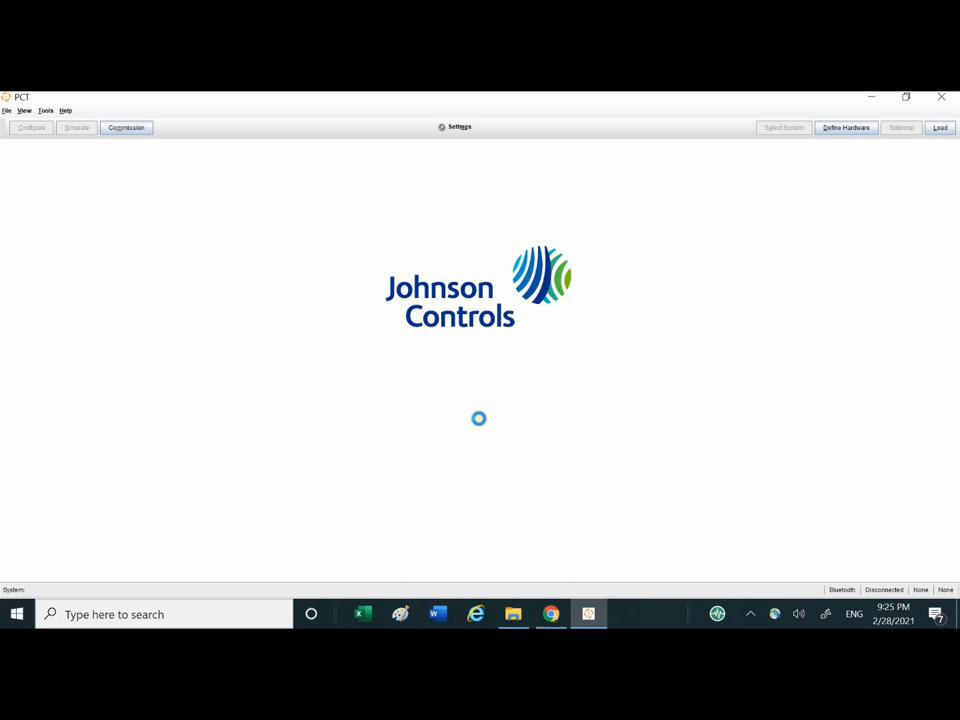 PCT
File View Tools Help
Configure Simulate Commission Settings Select System Define Hardware Sideloop Load
Johnson
Controls
System: Bluetooth Disconnected None None
Type here to search
ENG
9:25 PM
2/28/2021
7